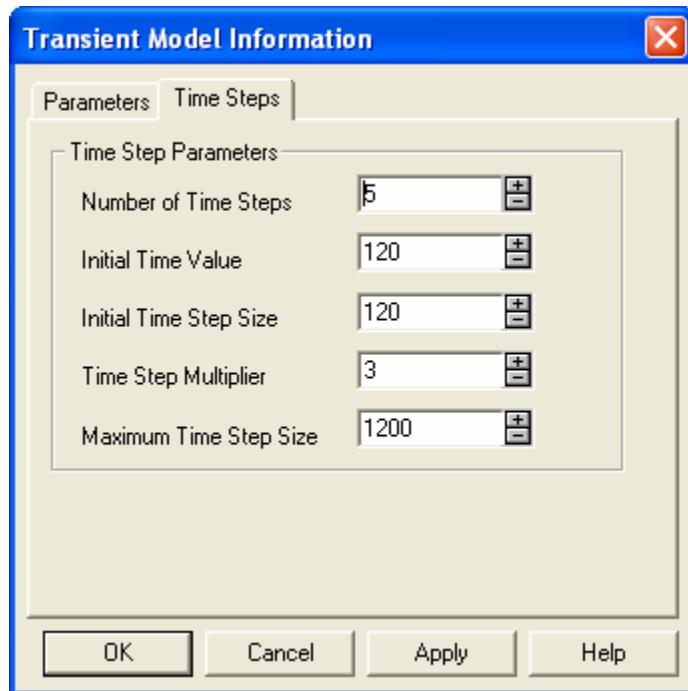 Transient Model Information
Parameters Time Steps
Time Step Parameters
Number of Time Steps 5
Initial Time Value 120
Initial Time Step Size 120
Time Step Multiplier 3
Maximum Time Step Size 1200
OK Cancel Apply Help